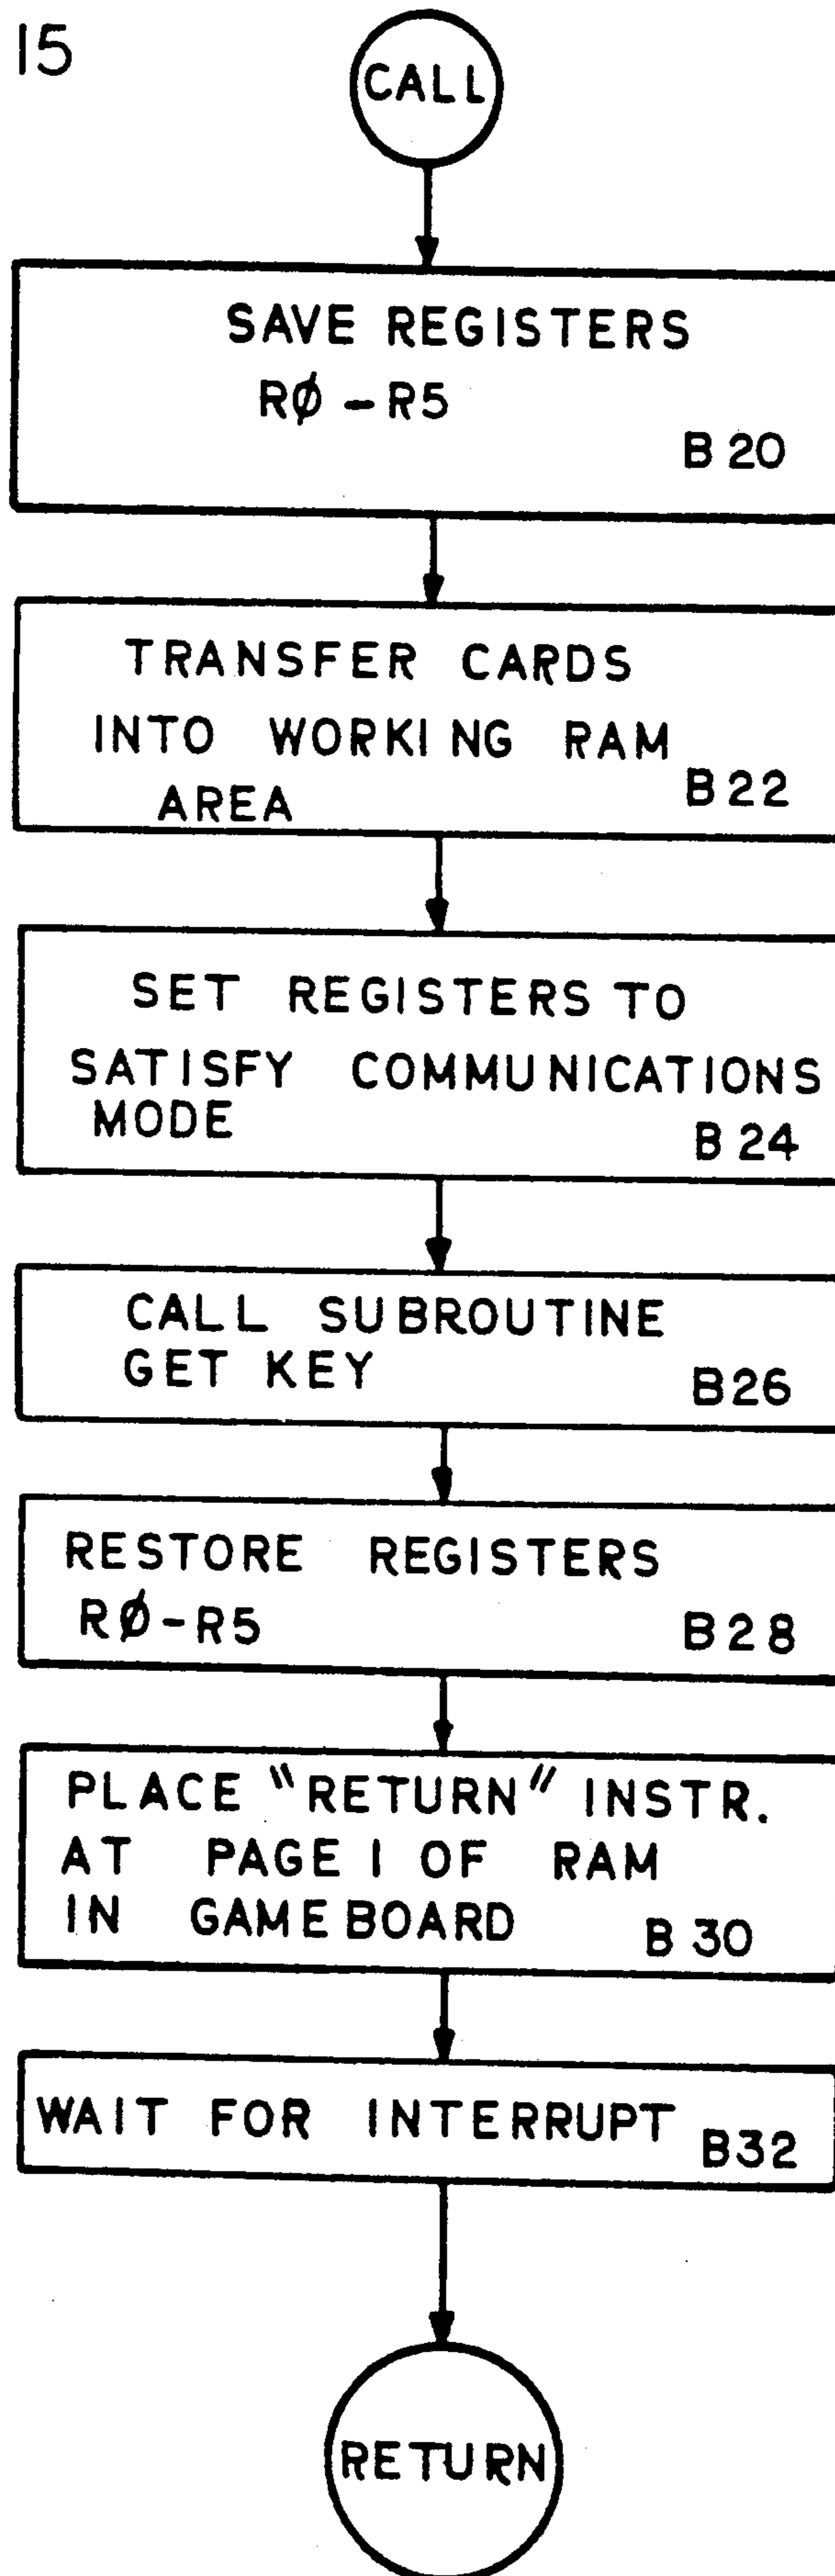 15
CALL
SAVE REGISTERS
RØ - R5
B 20
TRANSFER CARDS
INTO WORKING RAM
AREA
B22
SET REGISTERS TO
SATISFY COMMUNICATIONS
MODE
B 24
CALL SUBROUTINE
GET KEY
B26
RESTORE REGISTERS
RØ-R5
B28
PLACE "RETURN" INSTR.
AT PAGE 1 OF RAM
IN GAMEBOARD
B 30
WAIT FOR INTERRUPT
B32
RETURN